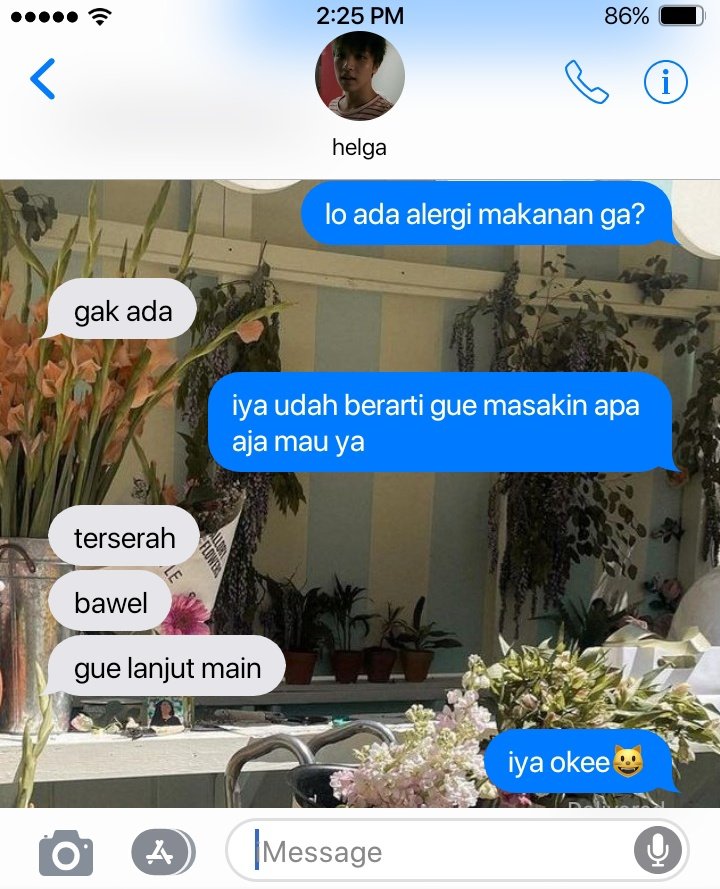 2:25 PM
86%
helga
lo ada alergi makanan ga?
gak ada
iya udah berarti gue masakin apa
aja mau ya
terserah
FLOWERS
bawel
gue lanjut main
iya okee😺
Delivered
Message